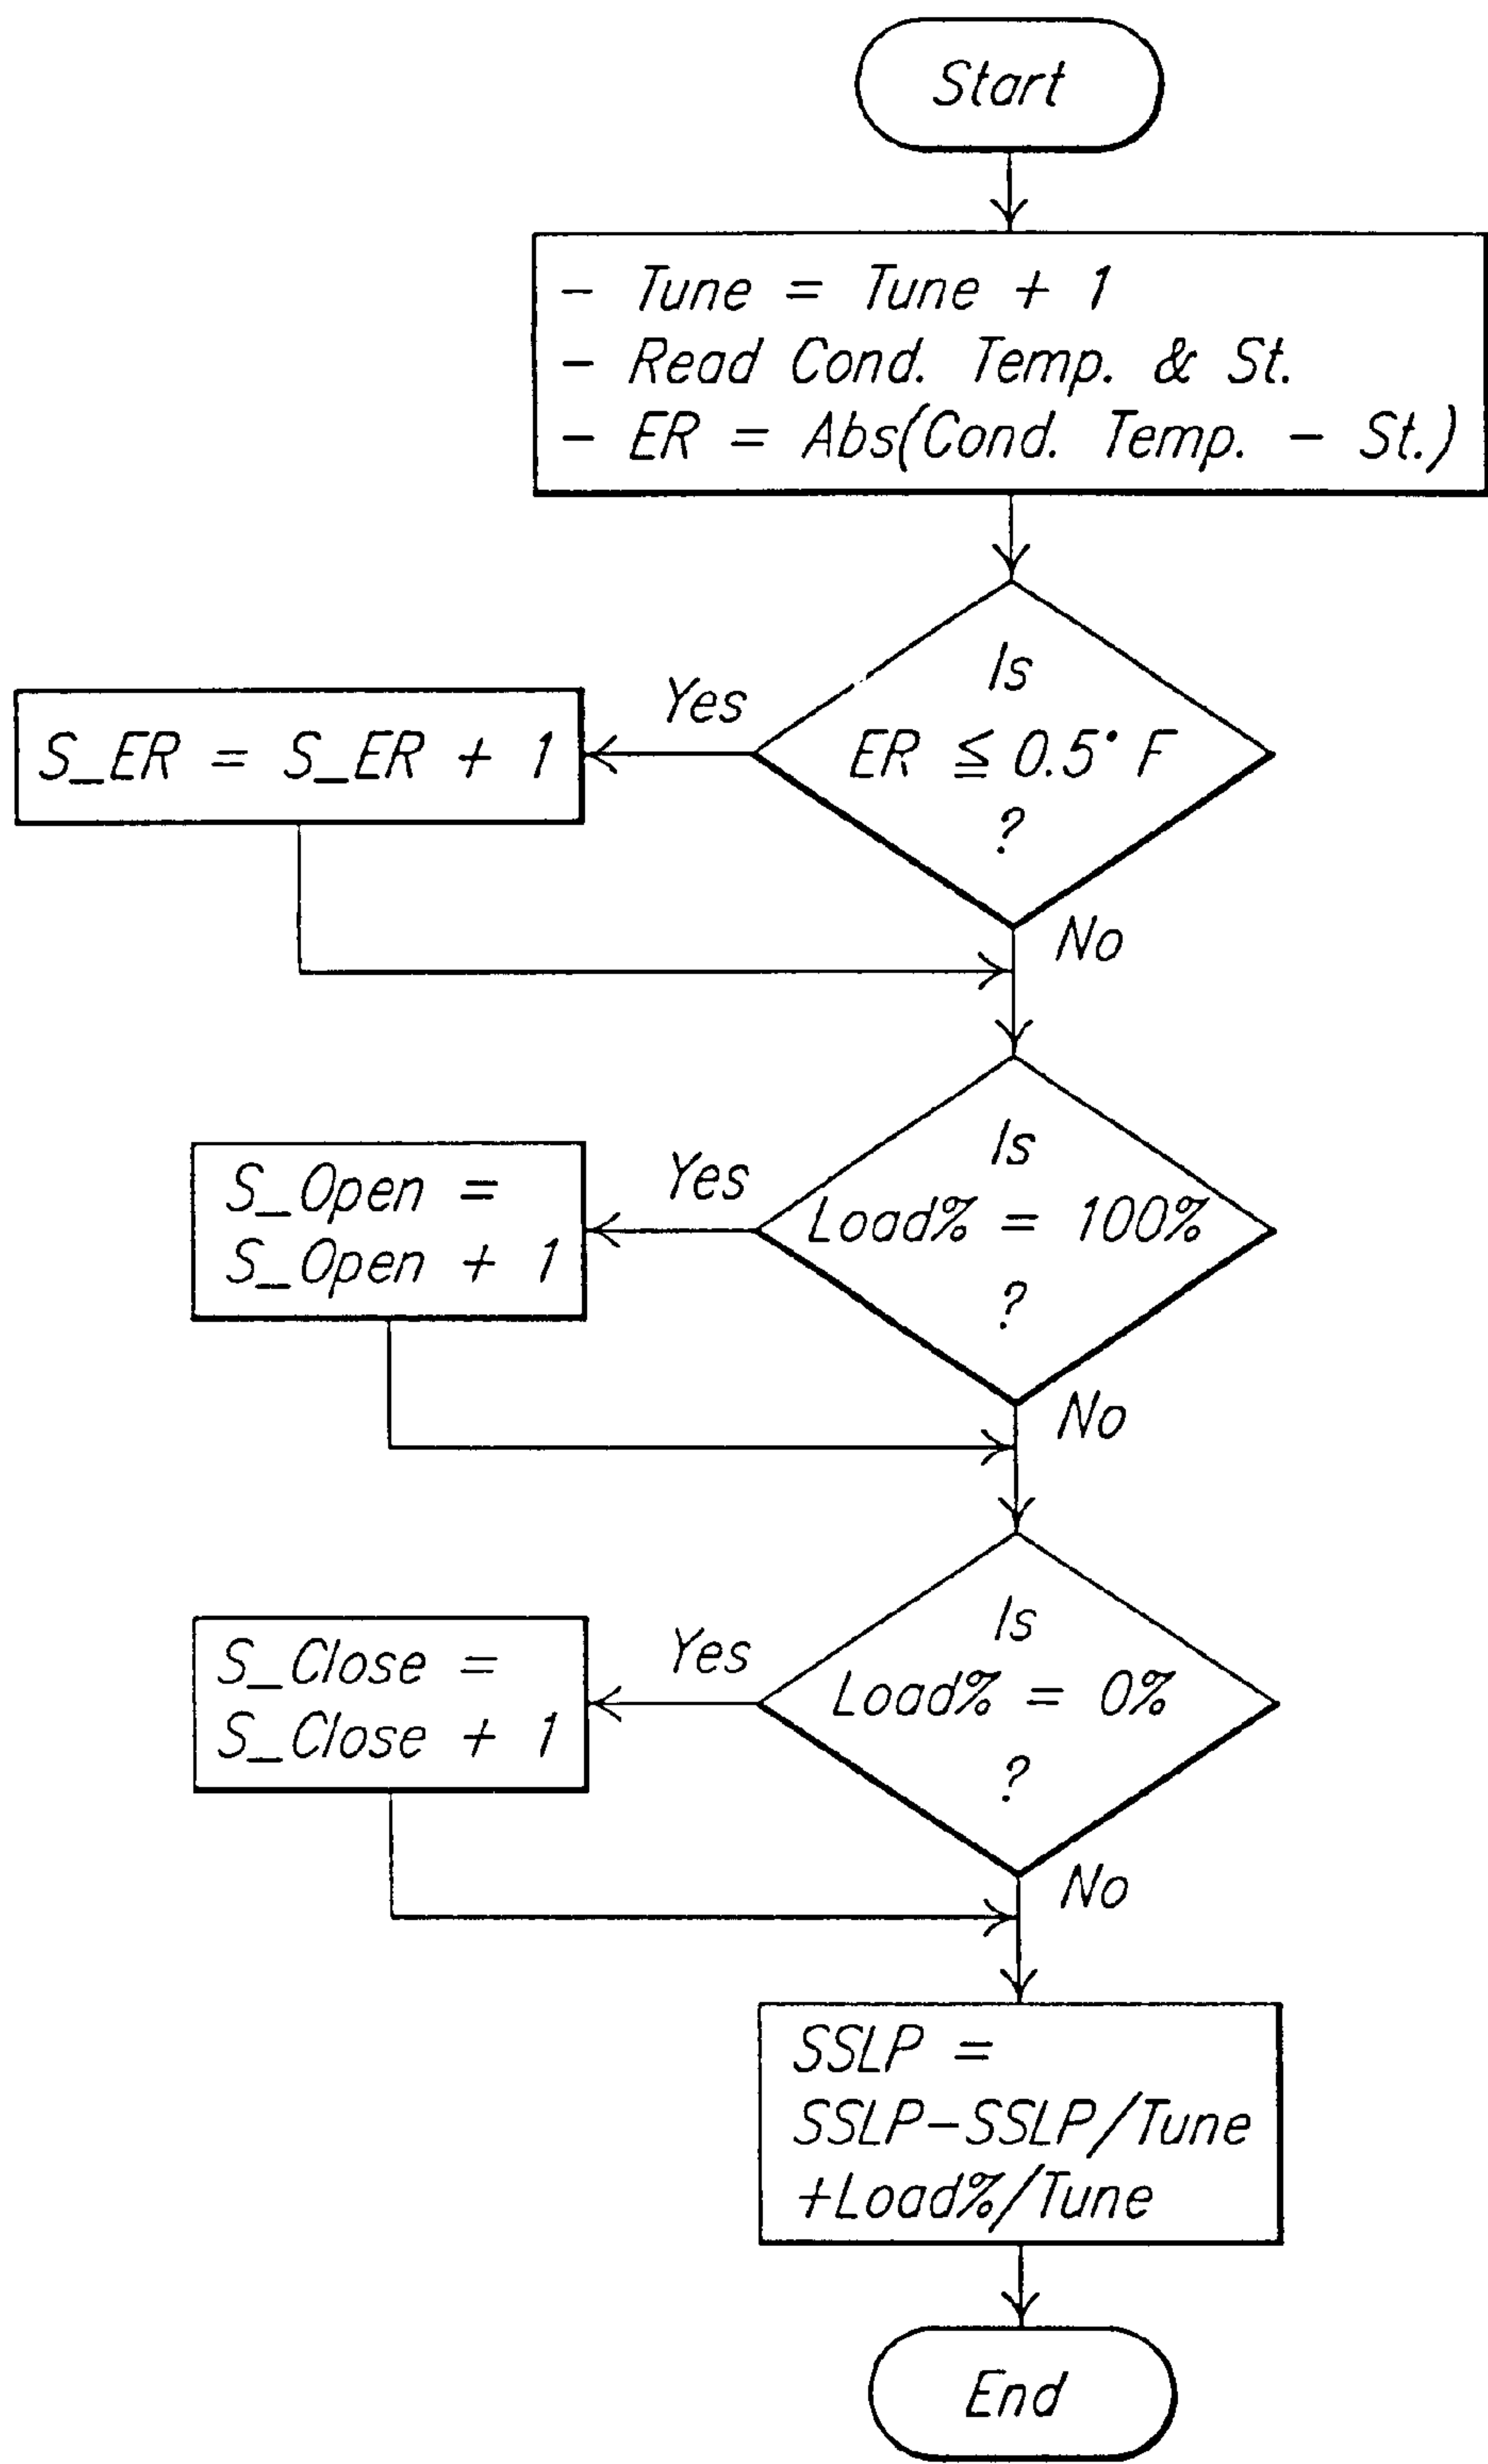 Start
- Tune = Tune + 1
- Read Cond. Temp. & St.
- ER = Abs(Cond. Temp. - St.)
Is
ER ≦ 0.5° F
?
Yes
S_ER = S_ER + 1
No
Is
Load% = 100%
?
Yes
S_Open =
S_Open + 1
No
Is
Load% = 0%
?
Yes
S_Close =
S_Close + 1
No
SSLP =
SSLP-SSLP/Tune
+Load%/Tune
End